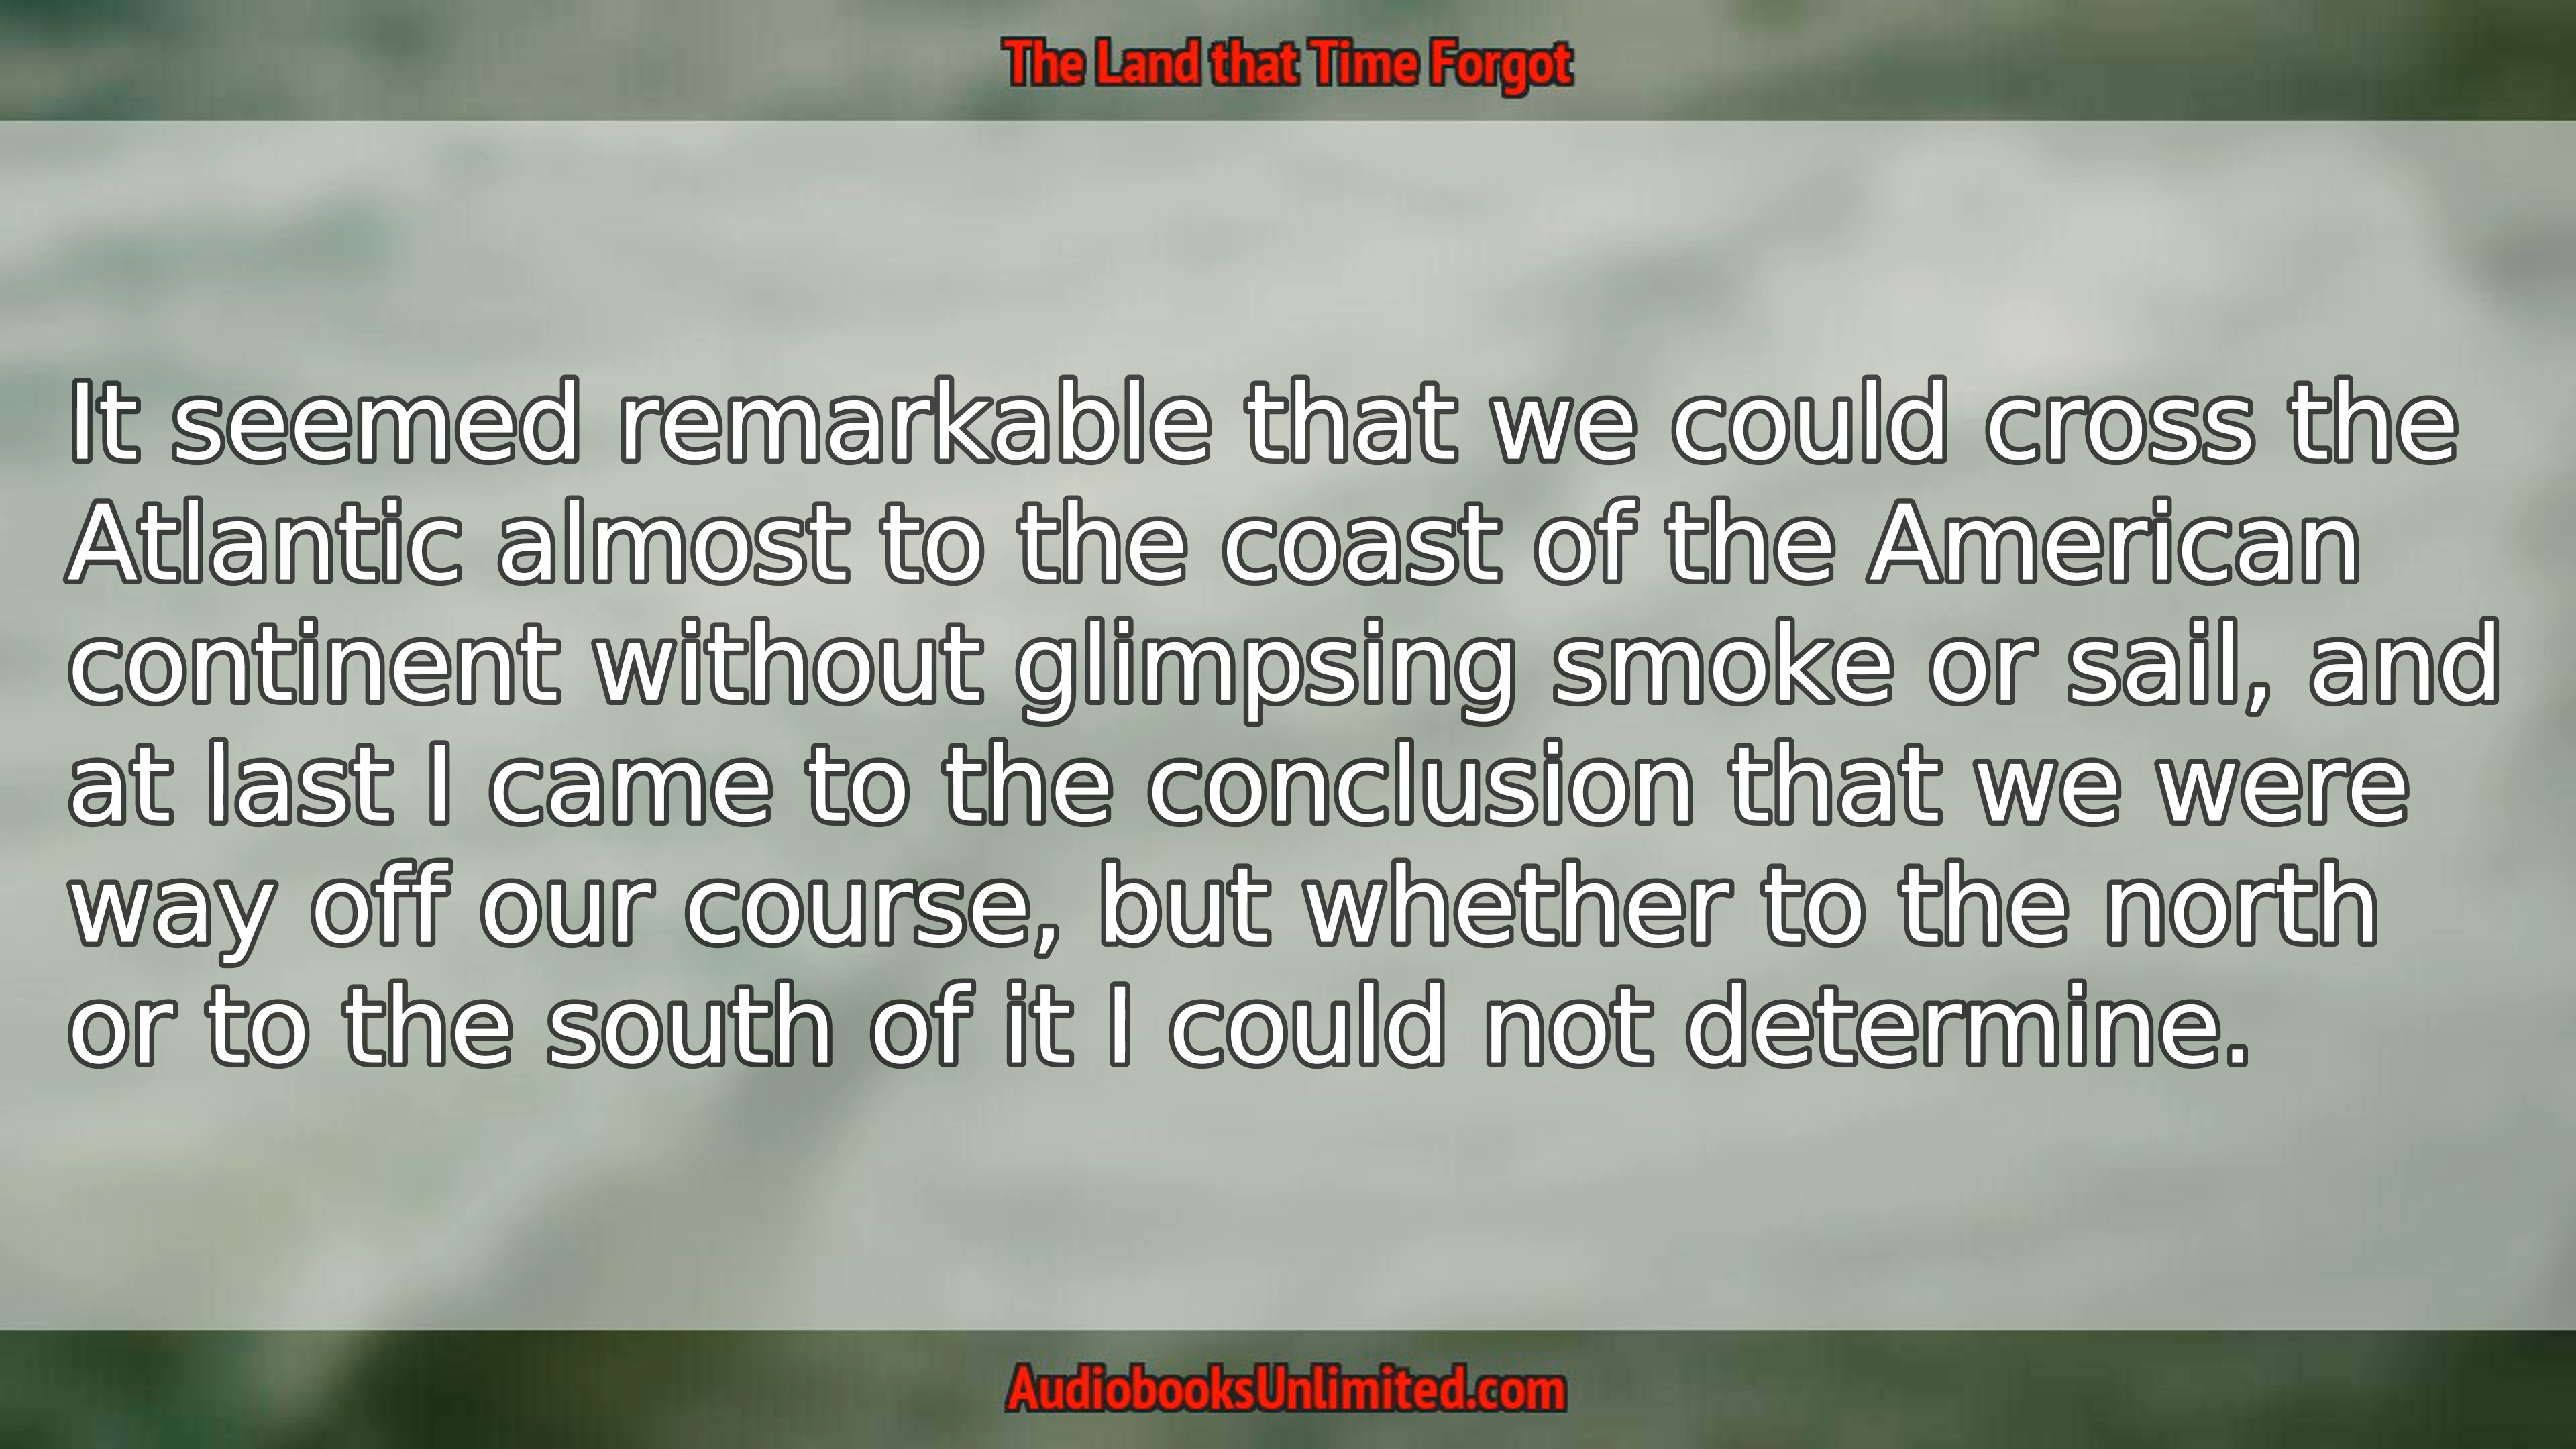 The Land that Time Forgot
It seemed remarkable that we could cross the
Atlantic almost to the coast of the American
continent without glimpsing smoke or sail, and
at last I came to the conclusion that we were
way off our course, but whether to the north
or to the south of it I could not determine.
AudiobooksUnlimited.com